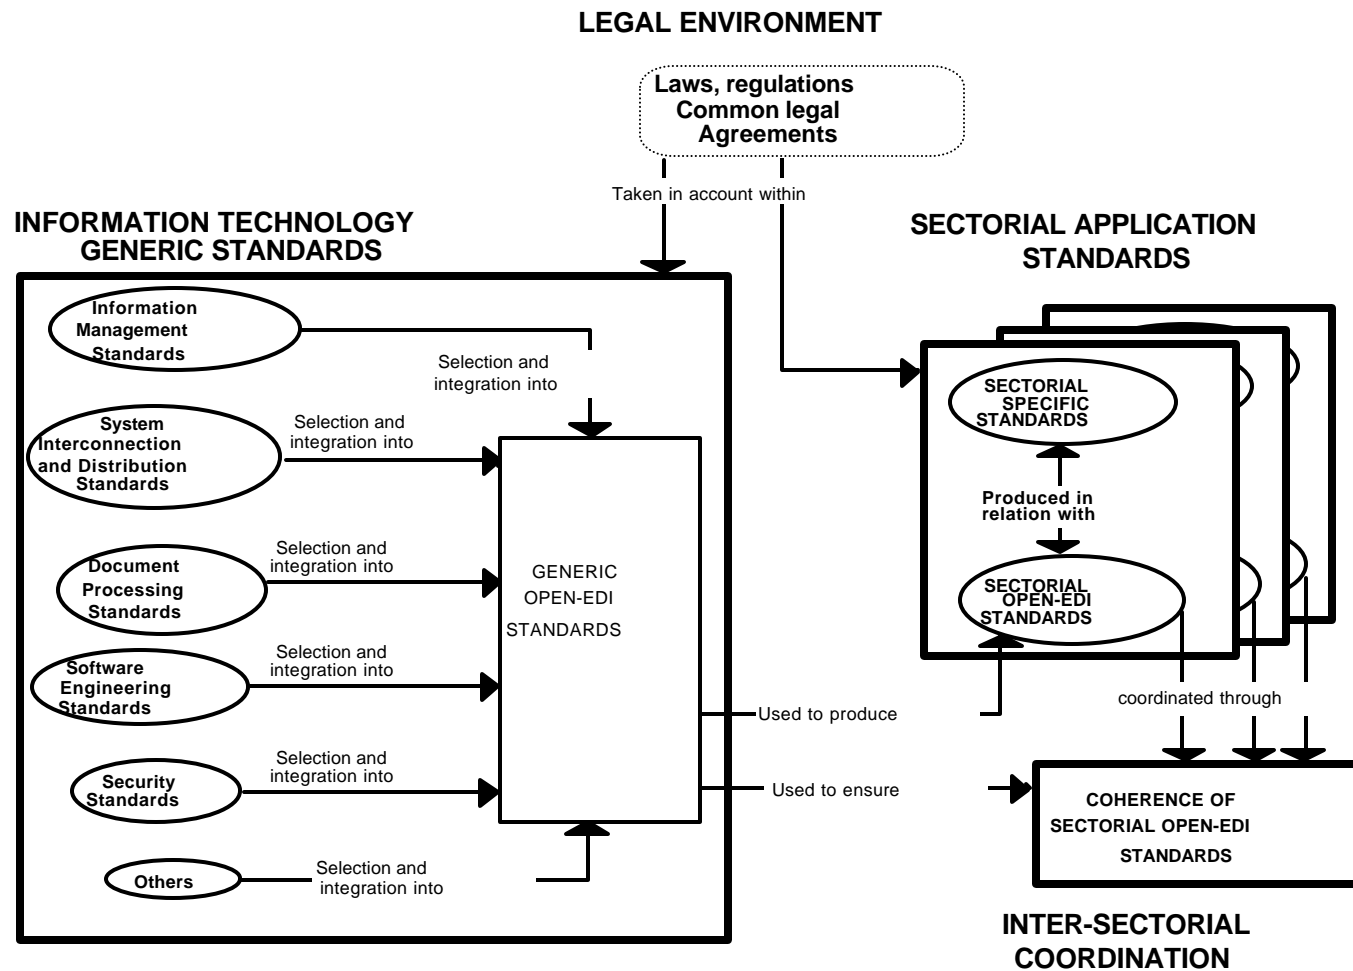 LEGAL ENVIRONMENT
Laws, regulations
Common legal
Agreements
Taken in account within
INFORMATION TECHNOLOGY
GENERIC STANDARDS
Information
Management
Standards
Selection and
integration into
System
Interconnection
and Distribution
Standards
Selection and
integration into
Document
Processing
Standards
Selection and
integration into
Software
Engineering
Standards
Selection and
integration into
Security
Standards
Selection and
integration into
Others
Selection and
integration into
GENERIC
OPEN-EDI
STANDARDS
Used to produce
Used to ensure
SECTORIAL APPLICATION
STANDARDS
SECTORIAL
SPECIFIC
STANDARDS
Produced in
relation with
SECTORIAL
OPEN-EDI
STANDARDS
coordinated through
COHERENCE OF
SECTORIAL OPEN-EDI
STANDARDS
INTER-SECTORIAL
COORDINATION